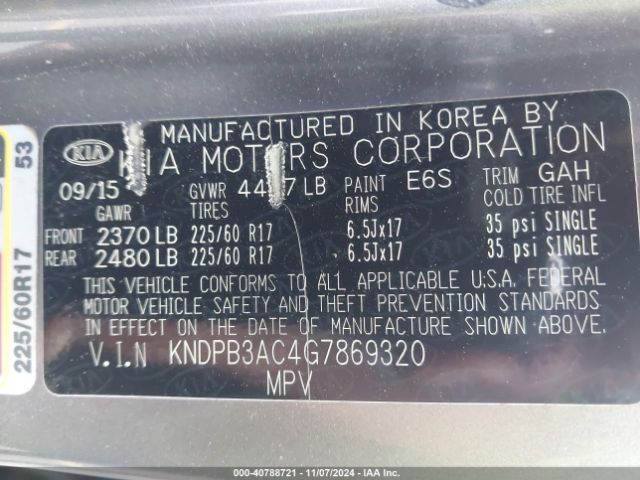 MANUFACTURED IN KOREA BY
KIA KIA MOTORS CORPORATION
09/15 GVWR LB PAINT E6S TRIM GAH
GAWR TIRES RIMS COLD TIRE INFL
FRONT 2370 LB 225/60 R17 6.5Jx17 35 psi SINGLE
REAR 2480 LB 225/60 R17 6.5Jx17 35 psi SINGLE
THIS VEHICLE CONFORMS TO ALL APPLICABLE U.S.A. FEDERAL
MOTOR VEHICLE SAFETY AND THEFT PREVENTION STANDARDS
IN EFFECT ON THE DATE OF MANUFACTURE SHOWN ABOVE.
V.I.N KNDPB3AC4G7869320
MPV
225/60R17 53
000-40788721 — 11/07/2024 — IAA Inc.